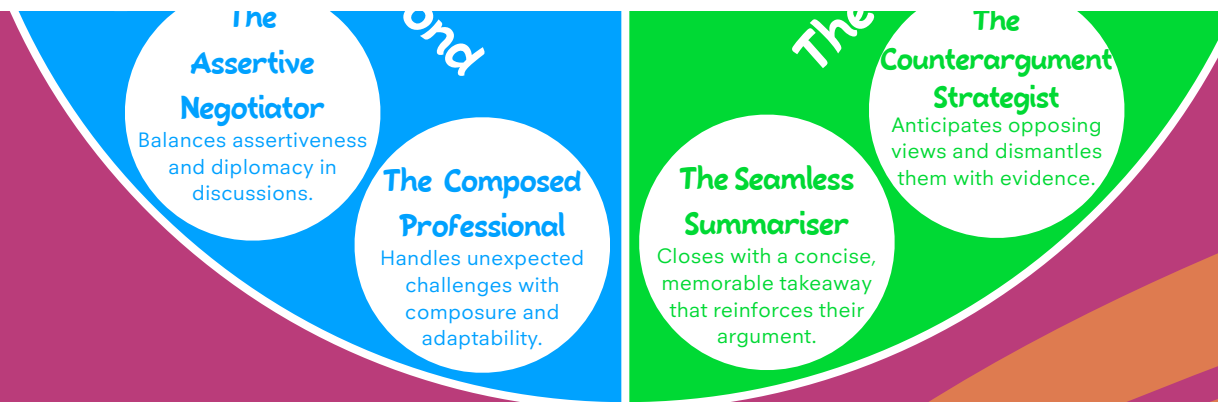 The
Assertive
Negotiator
Balances assertiveness
and diplomacy in
discussions.
The Composed
Professional
Handles unexpected
challenges with
composure and
adaptability.
The
The Seamless
Summariser
Closes with a concise,
memorable takeaway
that reinforces their
argument.
The
Counterargument
Strategist
Anticipates opposing
views and dismantles
them with evidence.